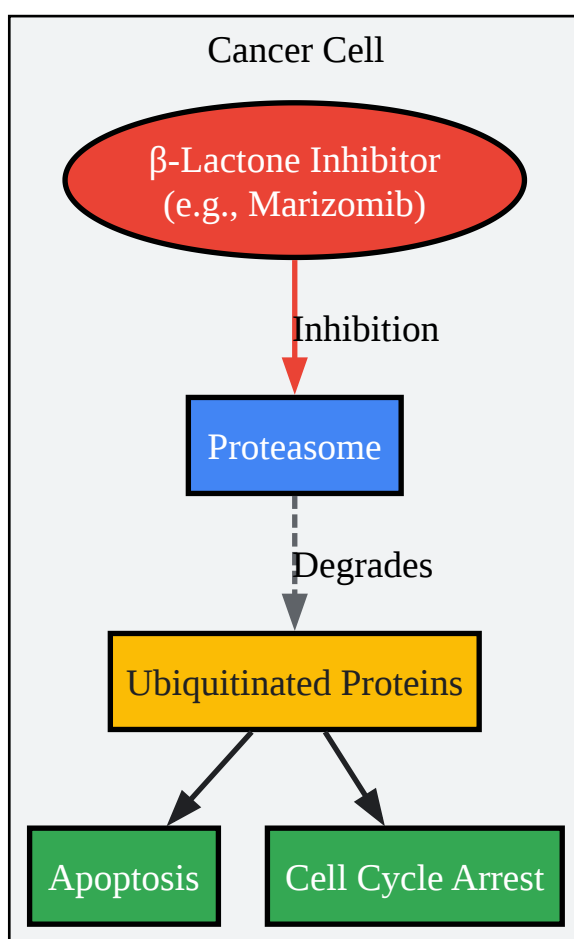 Cancer Cell
β-Lactone Inhibitor
(e.g., Marizomib)
Inhibition
Proteasome
Degrades
Ubiquitinated Proteins
Apoptosis
Cell Cycle Arrest